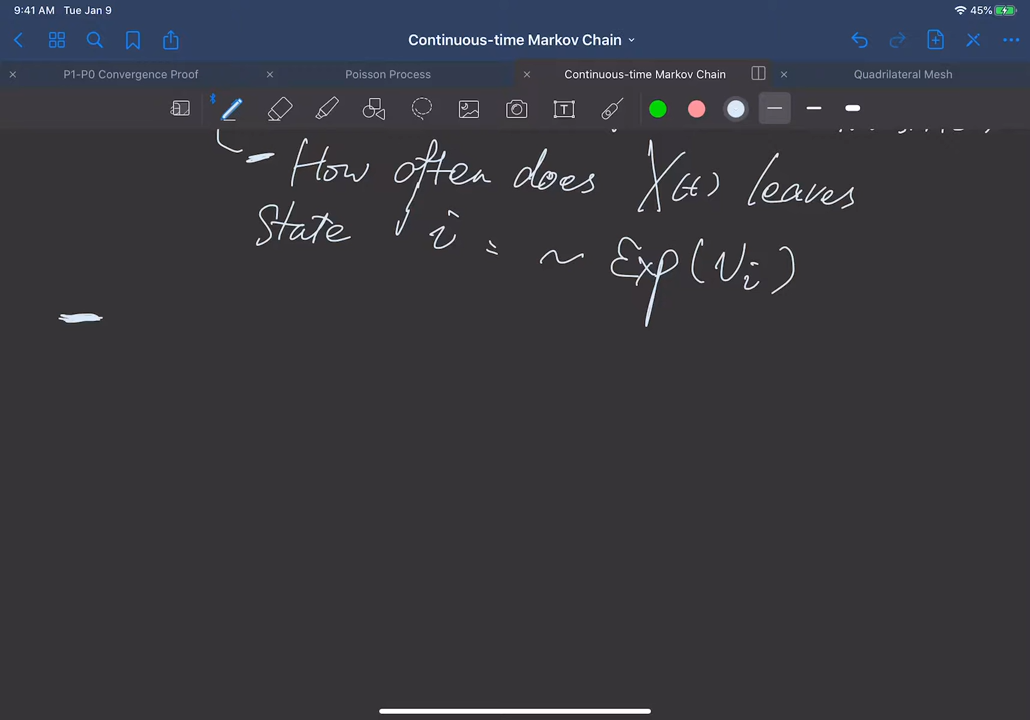 9:41 AM Tue Jan 9
45%
Continuous-time Markov Chain
P1-P0 Convergence Proof
Poisson Process
Continuous-time Markov Chain
Quadrilateral Mesh
- How often does X(t) leaves
State i : ~ Exp(νi)